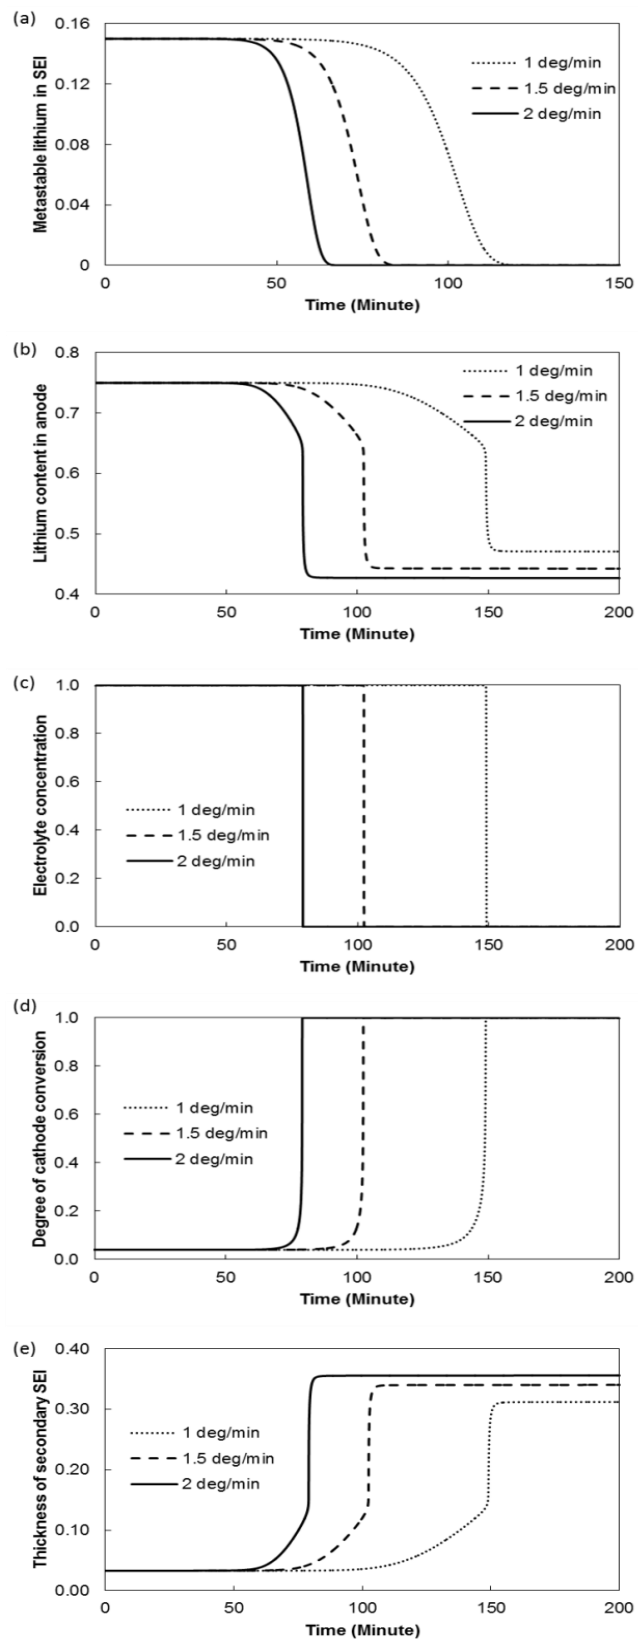 (a)
Metastable lithium in SEI
0.16
0.12
0.08
0.04
0
1 deg/min
1.5 deg/min
2 deg/min
0 50 100 150
Time (Minute)
(b)
Lithium content in anode
0.8
0.7
0.6
0.5
0.4
1 deg/min
1.5 deg/min
2 deg/min
0 50 100 150 200
Time (Minute)
(c)
Electrolyte concentration
1.0
0.8
0.6
0.4
0.2
0.0
1 deg/min
1.5 deg/min
2 deg/min
0 50 100 150 200
Time (Minute)
(d)
Degree of cathode conversion
1.0
0.8
0.6
0.4
0.2
0.0
1 deg/min
1.5 deg/min
2 deg/min
0 50 100 150 200
Time (Minute)
(e)
Thickness of secondary SEI
0.40
0.30
0.20
0.10
0.00
1 deg/min
1.5 deg/min
2 deg/min
0 50 100 150 200
Time (Minute)